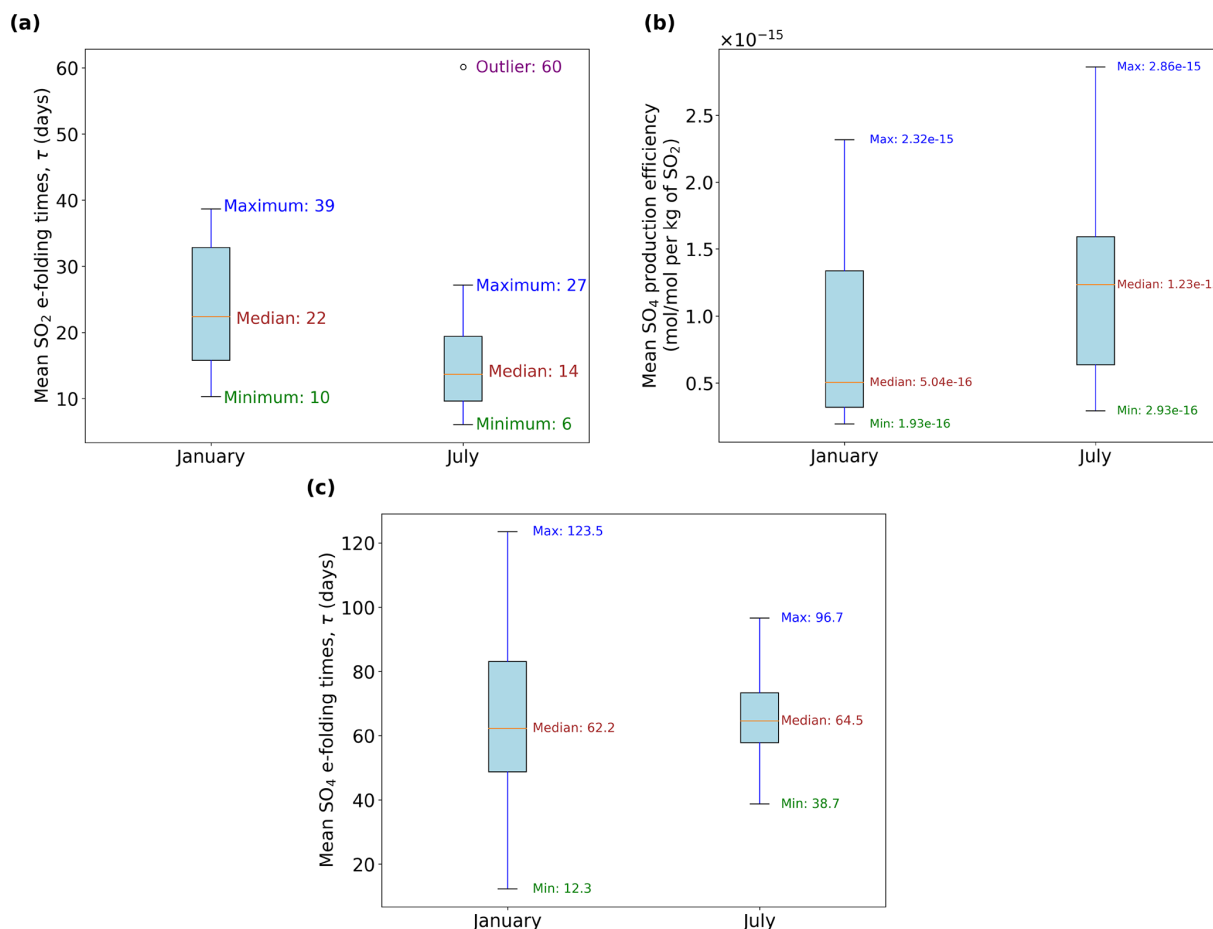 (a)
Mean SO₂ e-folding times, τ (days)
60
50
40
30
20
10
Outlier: 60
Maximum: 39
Median: 22
Minimum: 10
Maximum: 27
Median: 14
Minimum: 6
January
July
(b)
×10⁻¹⁵
Mean SO₄ production efficiency
(mol/mol per kg of SO₂)
2.5
2.0
1.5
1.0
0.5
Max: 2.32e-15
Median: 5.04e-16
Min: 1.93e-16
Max: 2.86e-15
Median: 1.23e-1
Min: 2.93e-16
January
July
(c)
Mean SO₄ e-folding times, τ (days)
120
100
80
60
40
20
Max: 123.5
Median: 62.2
Min: 12.3
Max: 96.7
Median: 64.5
Min: 38.7
January
July